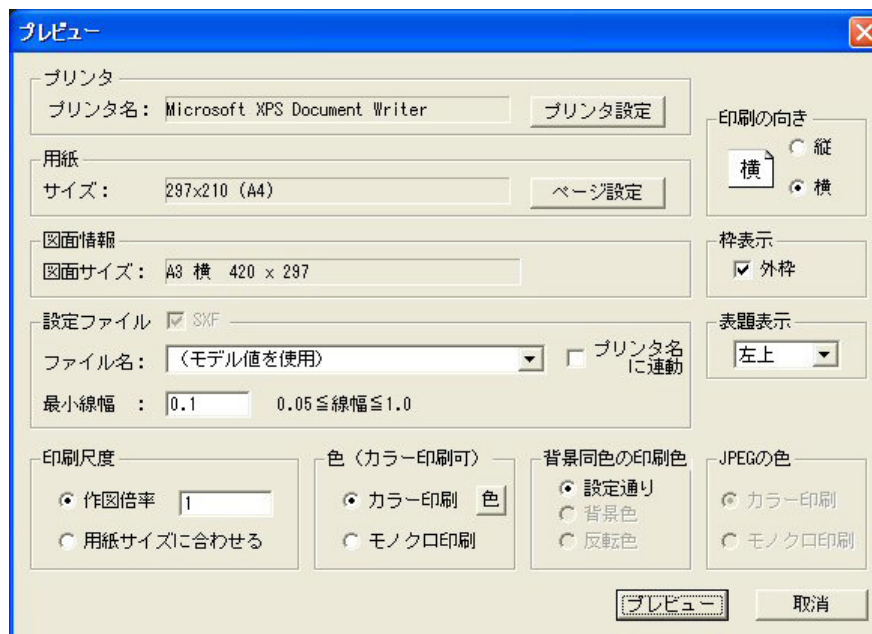 プレビュー
プリンタ
プリンタ名： Microsoft XPS Document Writer プリンタ設定
用紙
サイズ： 297x210 (A4) ページ設定
印刷の向き
横
縦
横
図面情報
図面サイズ： A3 横 420 x 297
枠表示
外枠
設定ファイル SXF
ファイル名： （モデル値を使用） プリンタ名に連動
最小線幅 ： 0.1 0.05≦線幅≦1.0
表題表示
左上
印刷尺度
作図倍率 1
用紙サイズに合わせる
色（カラー印刷可）
カラー印刷 色
モノクロ印刷
背景同色の印刷色
設定通り
背景色
反転色
JPEGの色
カラー印刷
モノクロ印刷
プレビュー 取消